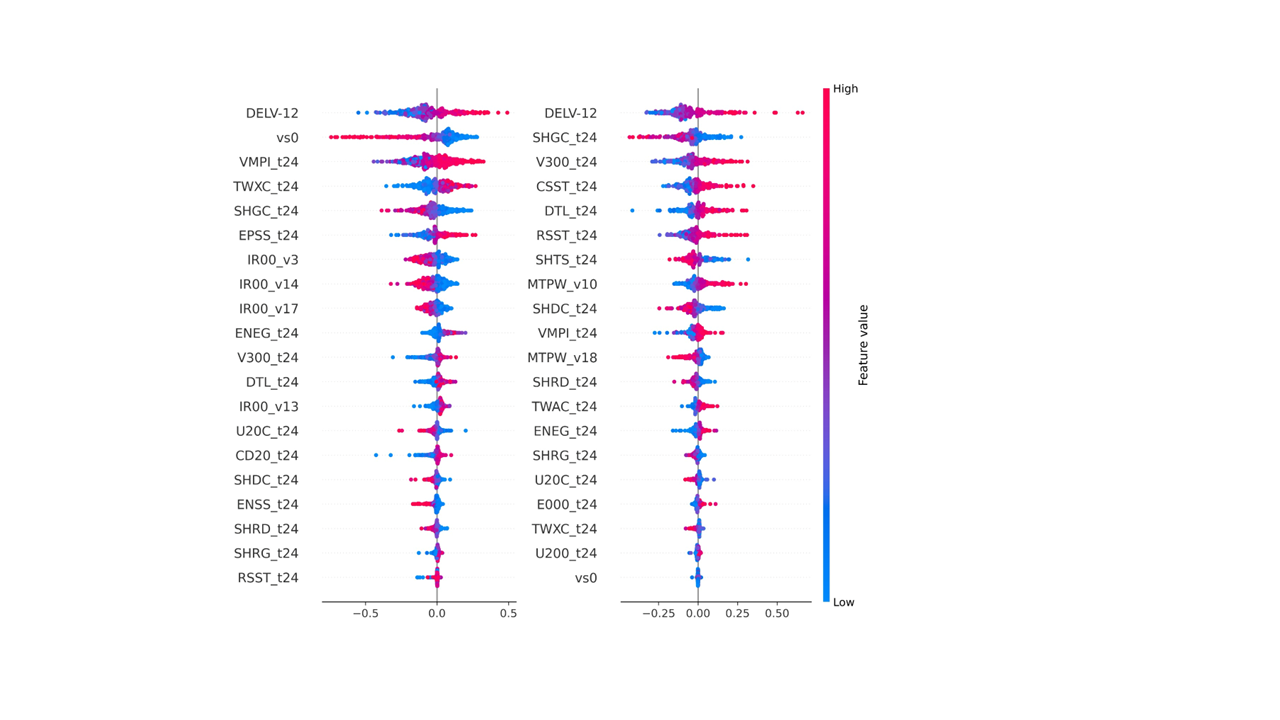 DELV-12
vs0
VMPI_t24
TWXC_t24
SHGC_t24
EPSS_t24
IR00_v3
IR00_v14
IR00_v17
ENEG_t24
V300_t24
DTL_t24
IR00_v13
U20C_t24
CD20_t24
SHDC_t24
ENSS_t24
SHRD_t24
SHRG_t24
RSST_t24
−0.5 0.0 0.5
DELV-12
SHGC_t24
V300_t24
CSST_t24
DTL_t24
RSST_t24
SHTS_t24
MTPW_v10
SHDC_t24
VMPI_t24
MTPW_v18
SHRD_t24
TWAC_t24
ENEG_t24
SHRG_t24
U20C_t24
E000_t24
TWXC_t24
U200_t24
vs0
−0.25 0.00 0.25 0.50
High
Feature value
Low